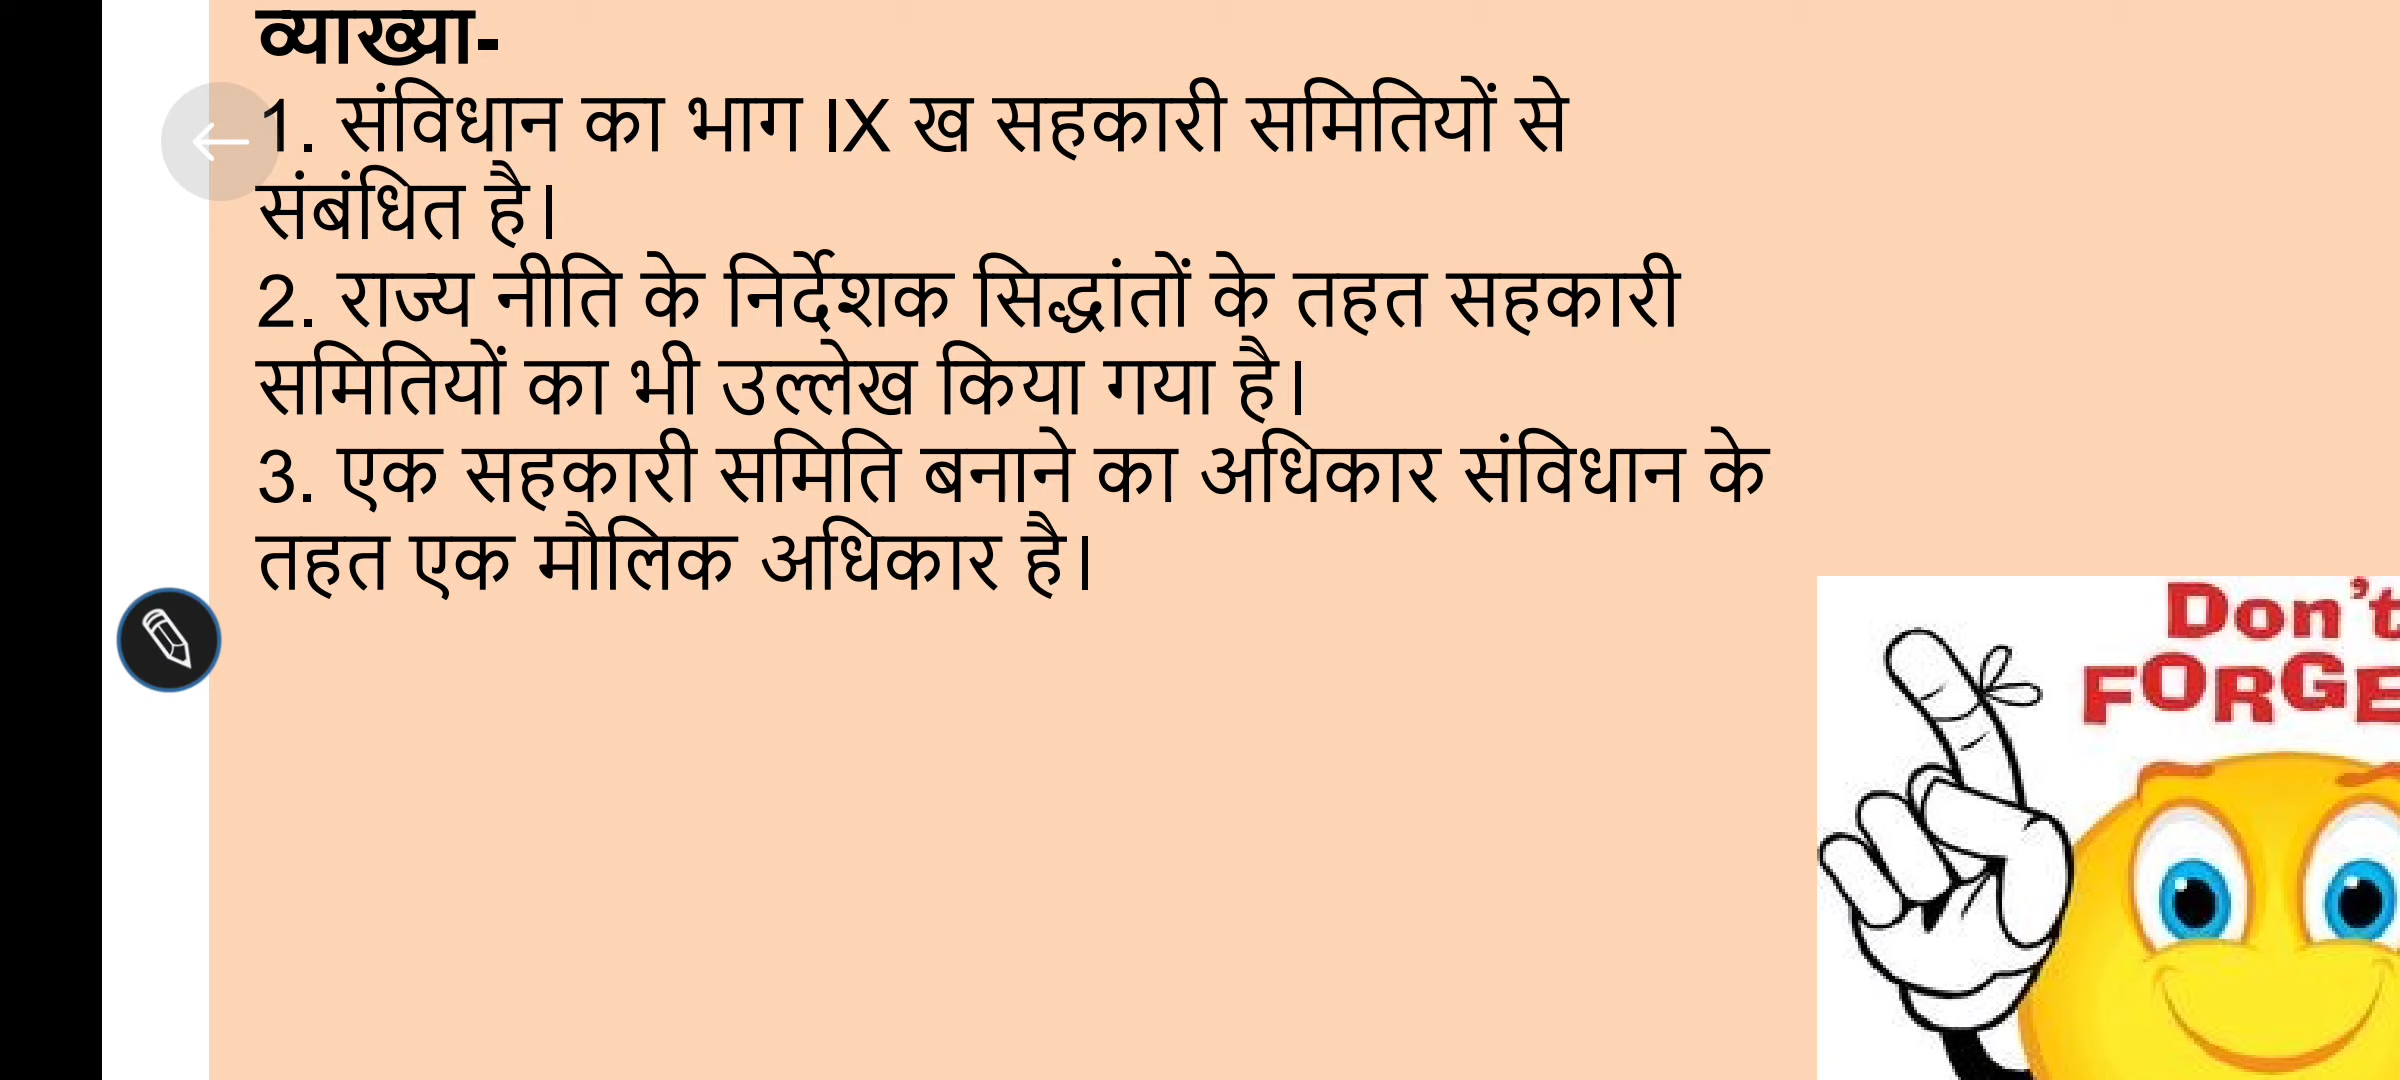 व्याख्या-
1. संविधान का भाग IX ख सहकारी समितियों से
संबंधित है।
2. राज्य नीति के निर्देशक सिद्धांतों के तहत सहकारी
समितियों का भी उल्लेख किया गया है।
3. एक सहकारी समिति बनाने का अधिकार संविधान के
तहत एक मौलिक अधिकार है।
Don't
FORGE